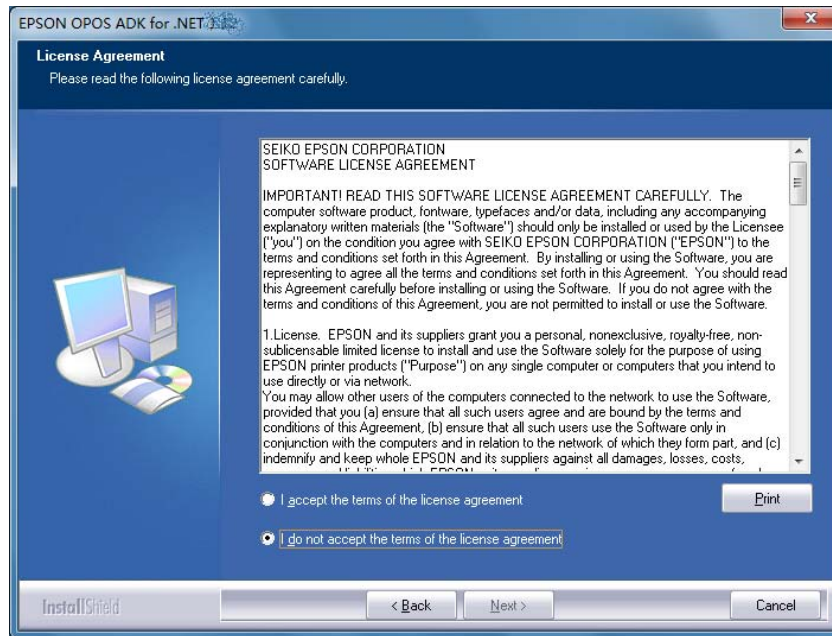 EPSON OPOS ADK for .NET
License Agreement
Please read the following license agreement carefully.
SEIKO EPSON CORPORATION
SOFTWARE LICENSE AGREEMENT
IMPORTANT! READ THIS SOFTWARE LICENSE AGREEMENT CAREFULLY. The
computer software product, fontware, typefaces and/or data, including any accompanying
explanatory written materials (the "Software") should only be installed or used by the Licensee
("you") on the condition you agree with SEIKO EPSON CORPORATION ("EPSON") to the
terms and conditions set forth in this Agreement. By installing or using the Software, you are
representing to agree all the terms and conditions set forth in this Agreement. You should read
this Agreement carefully before installing or using the Software. If you do not agree with the
terms and conditions of this Agreement, you are not permitted to install or use the Software.
1.License. EPSON and its suppliers grant you a personal, nonexclusive, royalty-free, non-
sublicensable limited license to install and use the Software solely for the purpose of using
EPSON printer products ("Purpose") on any single computer or computers that you intend to
use directly or via network.
You may allow other users of the computers connected to the network to use the Software,
provided that you (a) ensure that all such users agree and are bound by the terms and
conditions of this Agreement, (b) ensure that all such users use the Software only in
conjunction with the computers and in relation to the network of which they form part, and (c)
indemnify and keep whole EPSON and its suppliers against all damages, losses, costs,
I accept the terms of the license agreement
Print
I do not accept the terms of the license agreement
InstallShield
< Back
Next >
Cancel